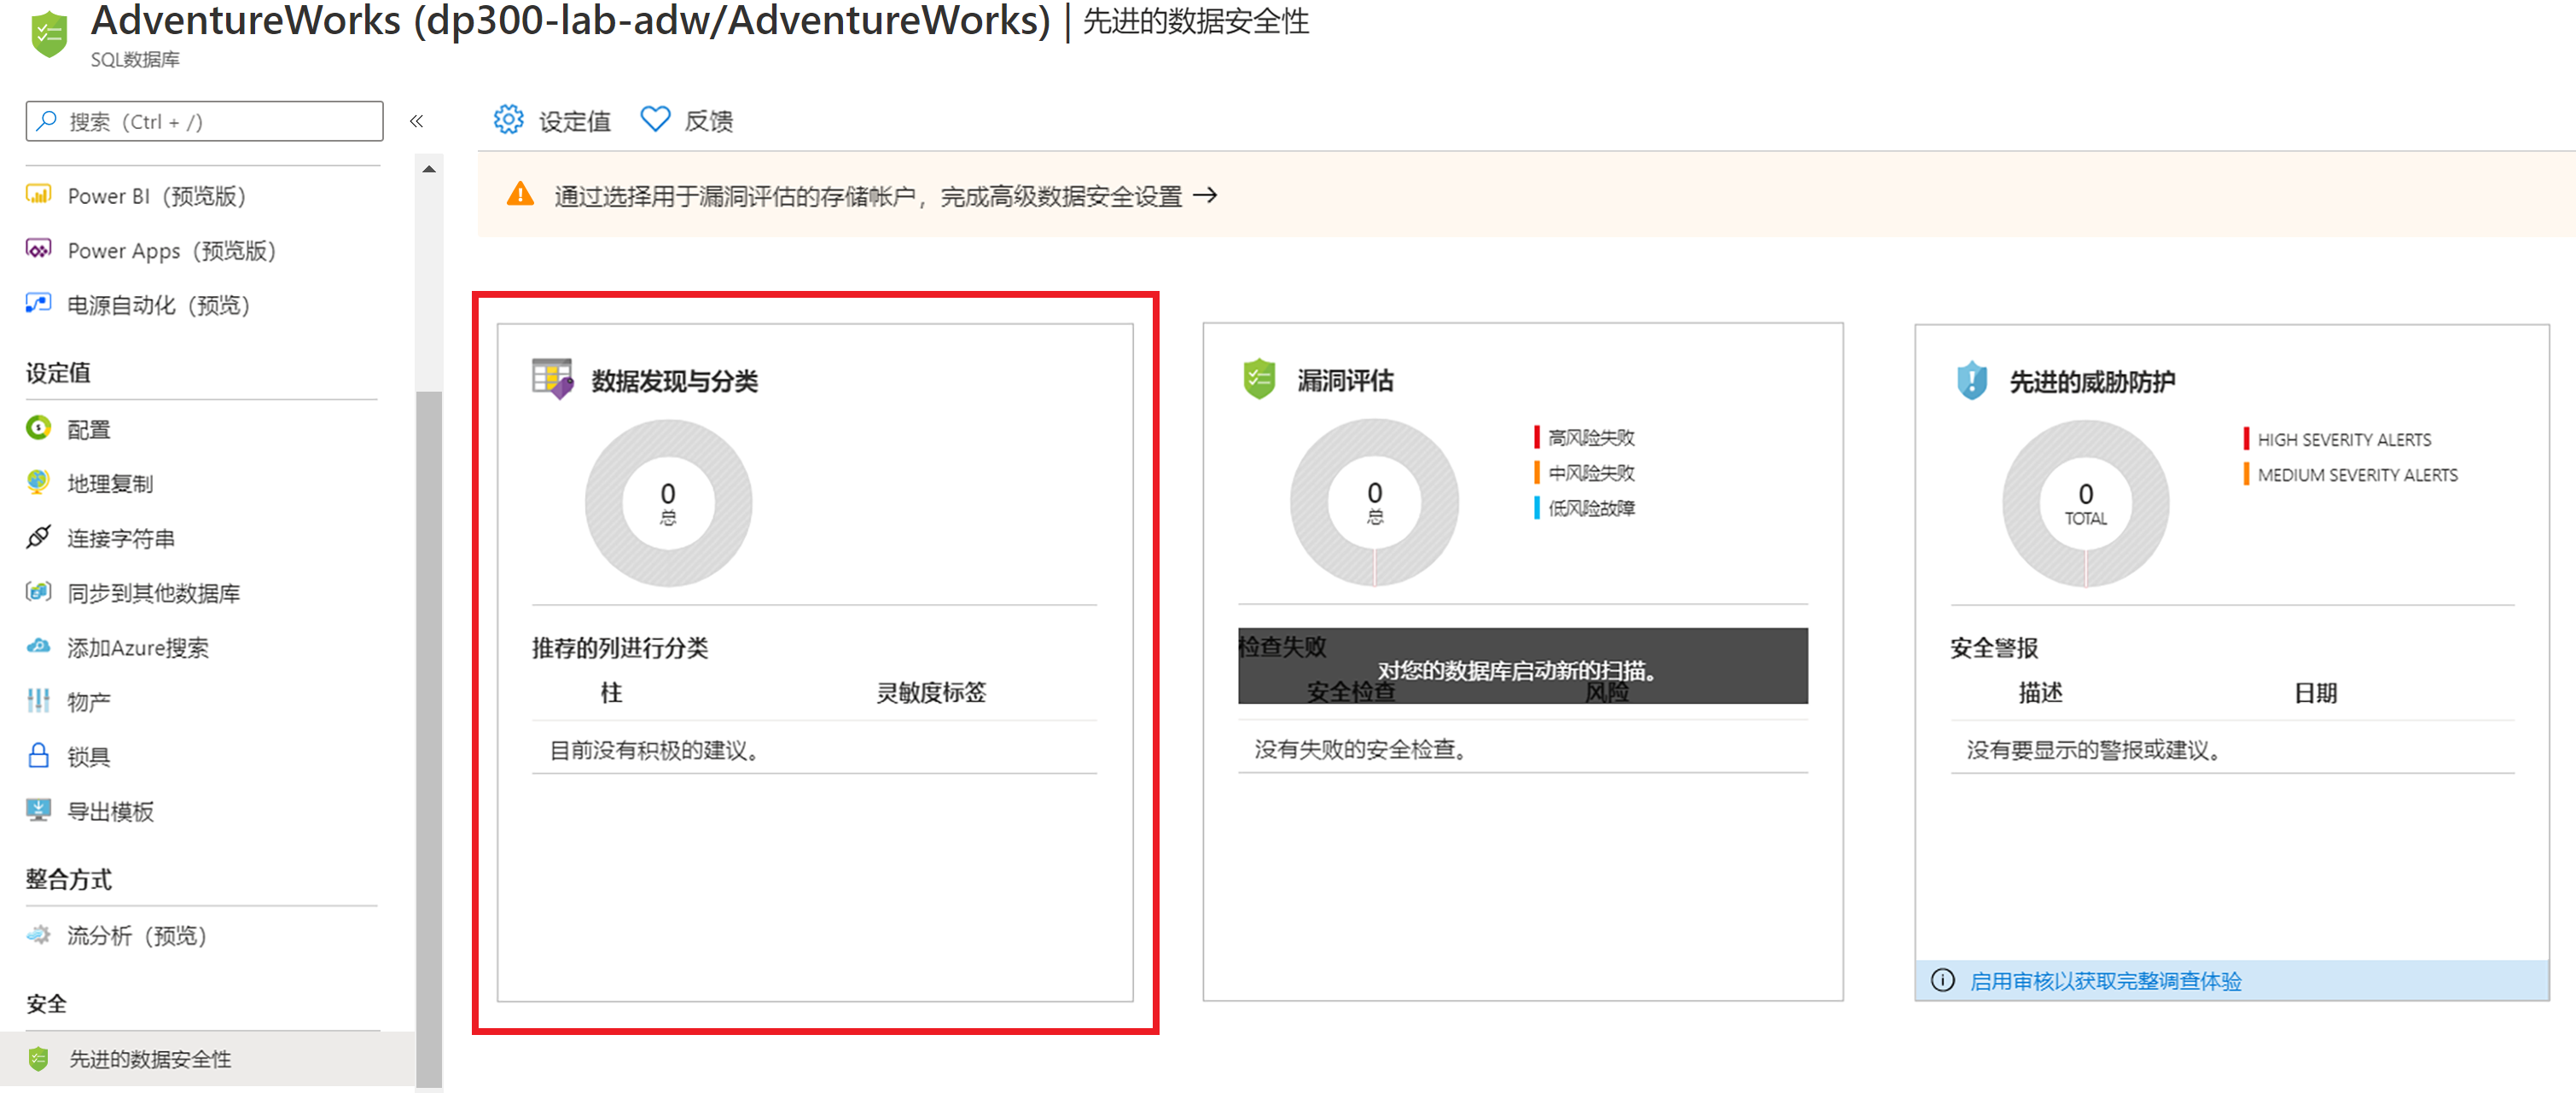 AdventureWorks (dp300-lab-adw/AdventureWorks) | 先进的数据安全性
SQL数据库
搜索（Ctrl + /）
«
设定值
反馈
通过选择用于漏洞评估的存储帐户，完成高级数据安全设置 →
Power BI（预览版）
Power Apps（预览版）
电源自动化（预览）
设定值
配置
地理复制
连接字符串
同步到其他数据库
添加Azure搜索
物产
锁具
导出模板
整合方式
流分析（预览）
安全
先进的数据安全性
数据发现与分类
0
总
推荐的列进行分类
柱 灵敏度标签
目前没有积极的建议。
漏洞评估
0
总
高风险失败
中风险失败
低风险故障
检查失败
对您的数据库启动新的扫描。
安全检查 风险
没有失败的安全检查。
先进的威胁防护
0
TOTAL
HIGH SEVERITY ALERTS
MEDIUM SEVERITY ALERTS
安全警报
描述 日期
没有要显示的警报或建议。
启用审核以获取完整调查体验